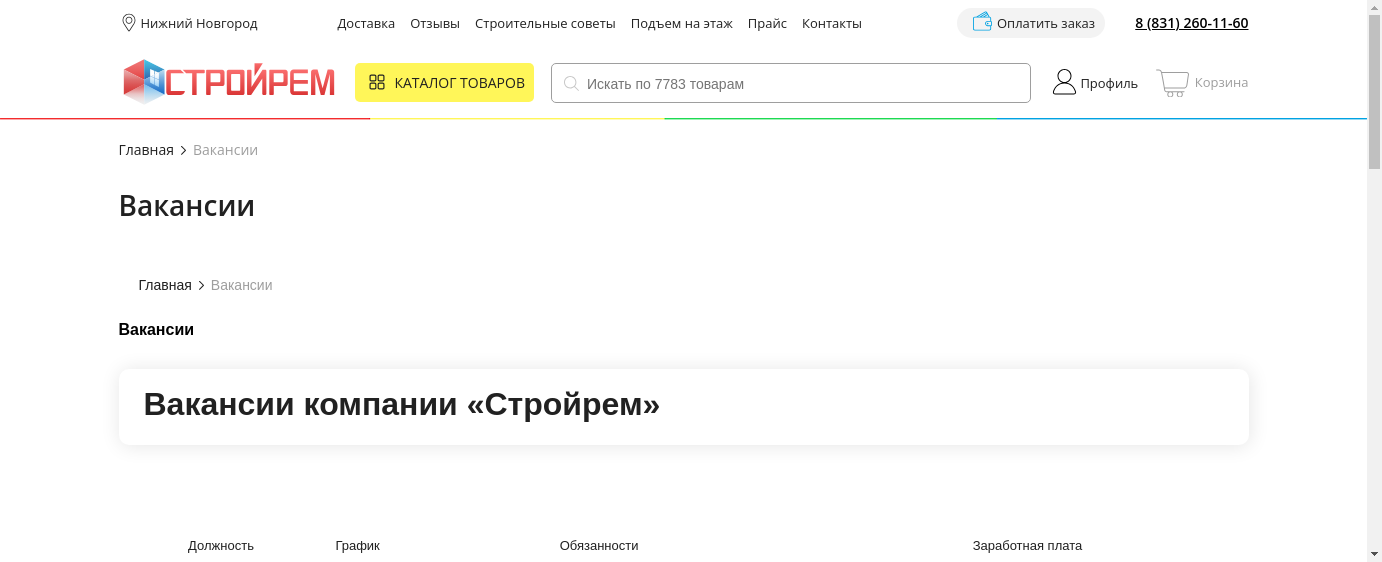 Нижний Новгород Доставка Отзывы Строительные советы Подъем на этаж Прайс Контакты Оплатить заказ 8 (831) 260-11-60
СТРОЙРЕМ КАТАЛОГ ТОВАРОВ Искать по 7783 товарам Профиль Корзина
Главная Вакансии
Вакансии
Главная Вакансии
Вакансии
Вакансии компании «Стройрем»
Должность График Обязанности Заработная плата